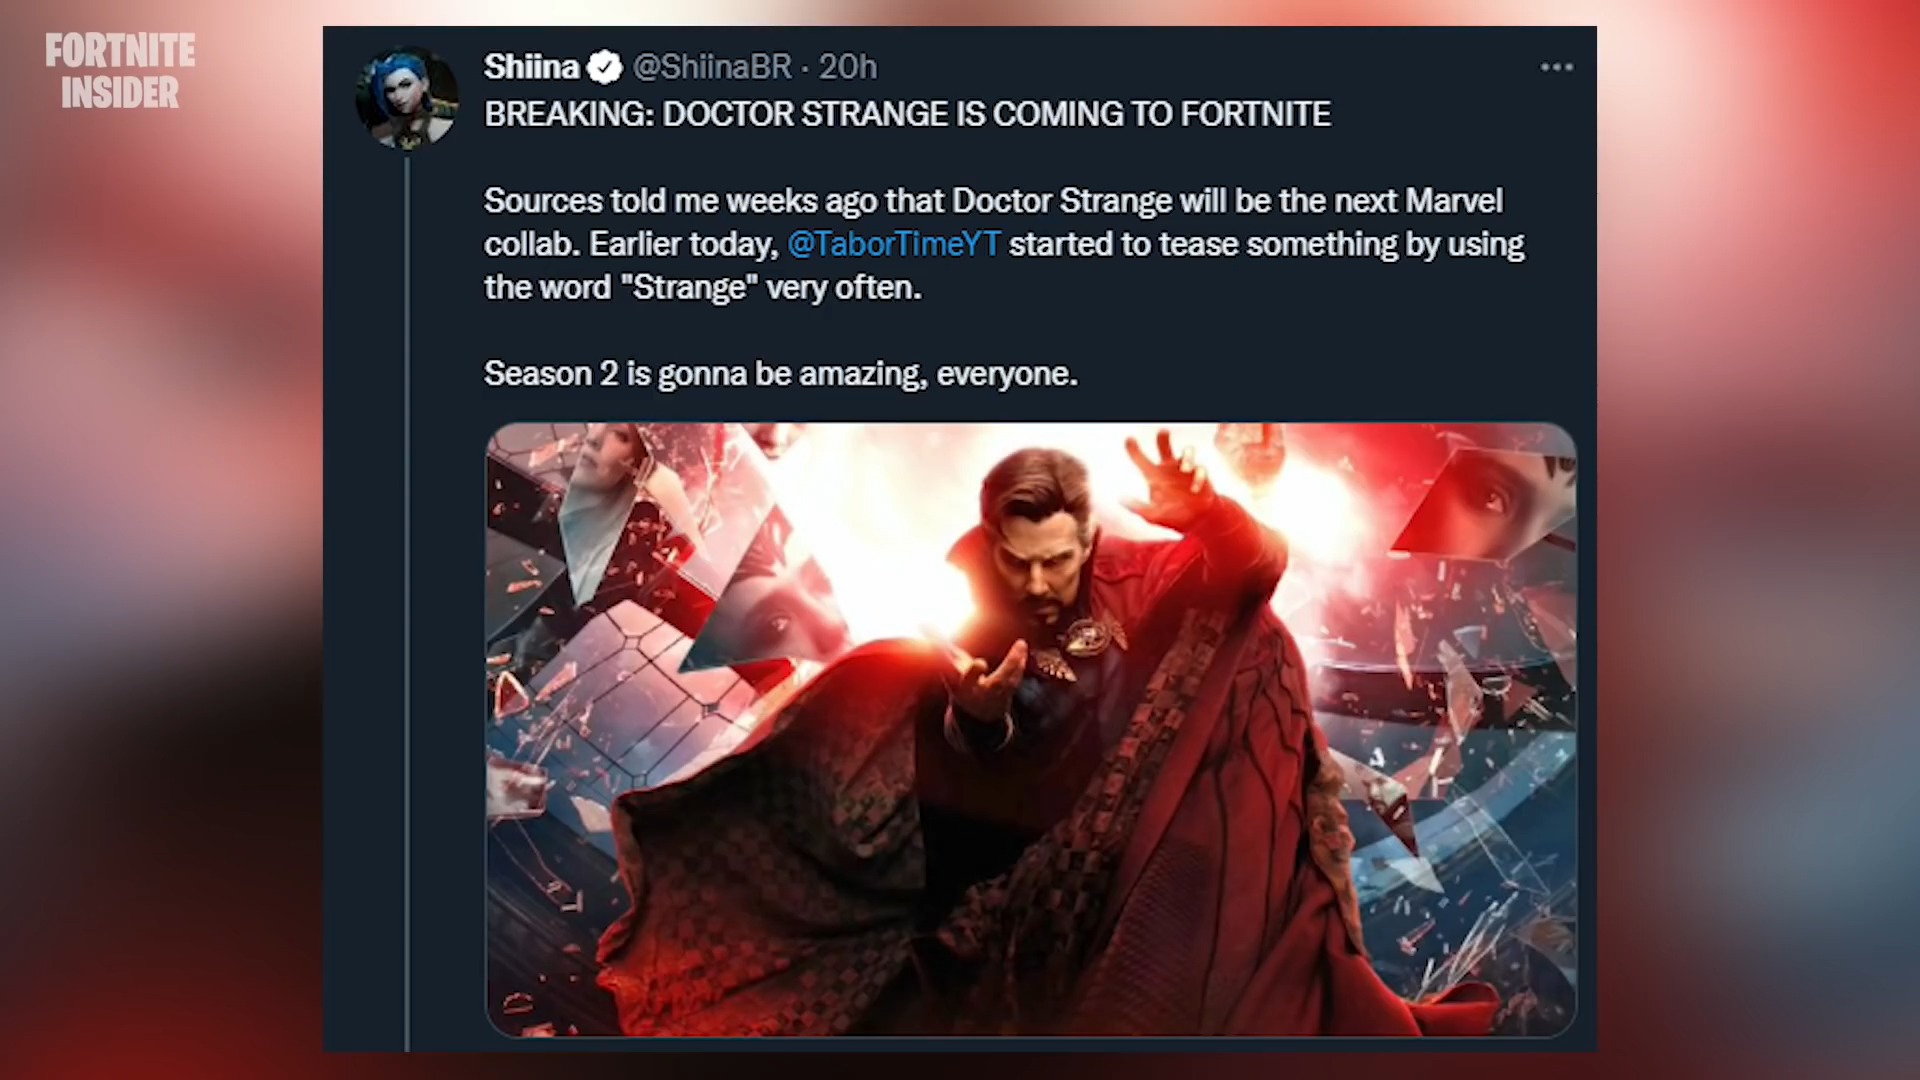 FORTNITE
INSIDER
Shiina @ShiinaBR · 20h
BREAKING: DOCTOR STRANGE IS COMING TO FORTNITE
Sources told me weeks ago that Doctor Strange will be the next Marvel
collab. Earlier today, @TaborTimeYT started to tease something by using
the word "Strange" very often.
Season 2 is gonna be amazing, everyone.